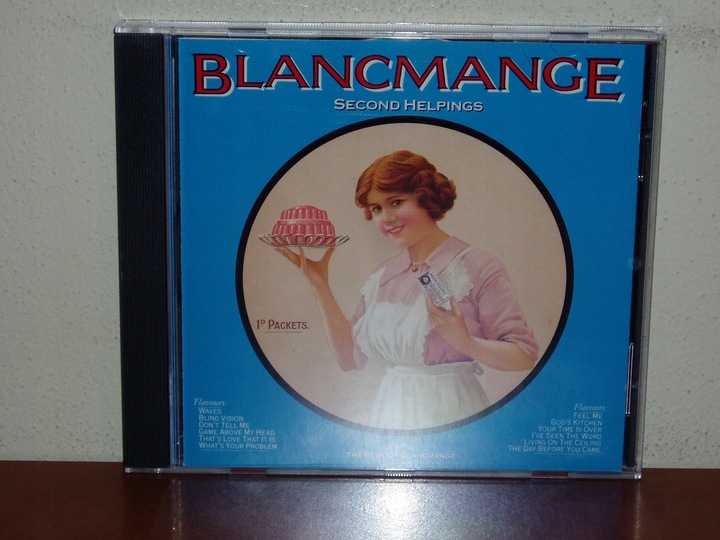 BLANCMANGE
SECOND HELPINGS
1D PACKETS.
Flavours:
WAVES
BLIND VISION
DON'T TELL ME
GAME ABOVE MY HEAD
THAT'S LOVE THAT IT IS
WHAT'S YOUR PROBLEM
Flavours:
FEEL ME
GOD'S KITCHEN
YOUR TIME IS OVER
I'VE SEEN THE WORD
LIVING ON THE CEILING
THE DAY BEFORE YOU CAME
THE BEST OF BLANCMANGE